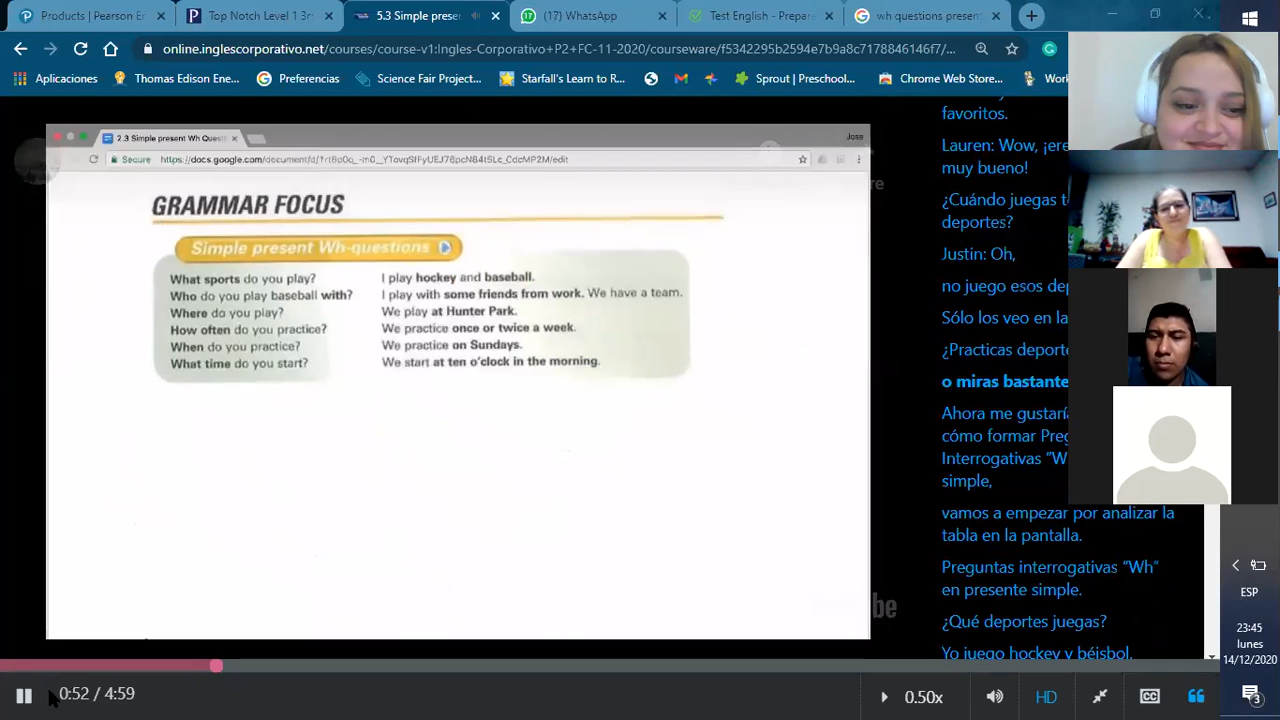 Products | Pearson En
Top Notch Level 1 3r
5.3 Simple prese
(17) WhatsApp
Test English - Prepare
wh questions present
online.inglescorporativo.net/courses/course-v1:Ingles-Corporativo+P2+FC-11-2020/courseware/f5342295b2594e7b9a8c7178846146f7/...
Aplicaciones
Thomas Edison Ene...
Preferencias
Science Fair Project...
Starfall's Learn to R...
Sprout | Preschool...
Chrome Web Store...
Work
2.3 Simple present Wh Quest
Jose
Secure
GRAMMAR FOCUS
Simple present Wh-questions
What sports do you play? I play hockey and baseball.
Who do you play baseball with? I play with some friends from work. We have a team.
Where do you play? We play at Hunter Park.
How often do you practice? We practice once or twice a week.
When do you practice? We practice on Sundays.
What time do you start? We start at ten o'clock in the morning.
favoritos.
Lauren: Wow, ¡ere
muy bueno!
¿Cuándo juegas t
deportes?
Justin: Oh,
no juego esos dep
Sólo los veo en la
¿Practicas deport
o miras bastante
Ahora me gustarí
cómo formar Preg
Interrogativas "W
simple,
vamos a empezar por analizar la
tabla en la pantalla.
Preguntas interrogativas "Wh"
en presente simple.
¿Qué deportes juegas?
Yo juego hockey y béisbol.
0:52 / 4:59
0.50x
HD
CC
ESP
23:45
lunes
14/12/2020
3